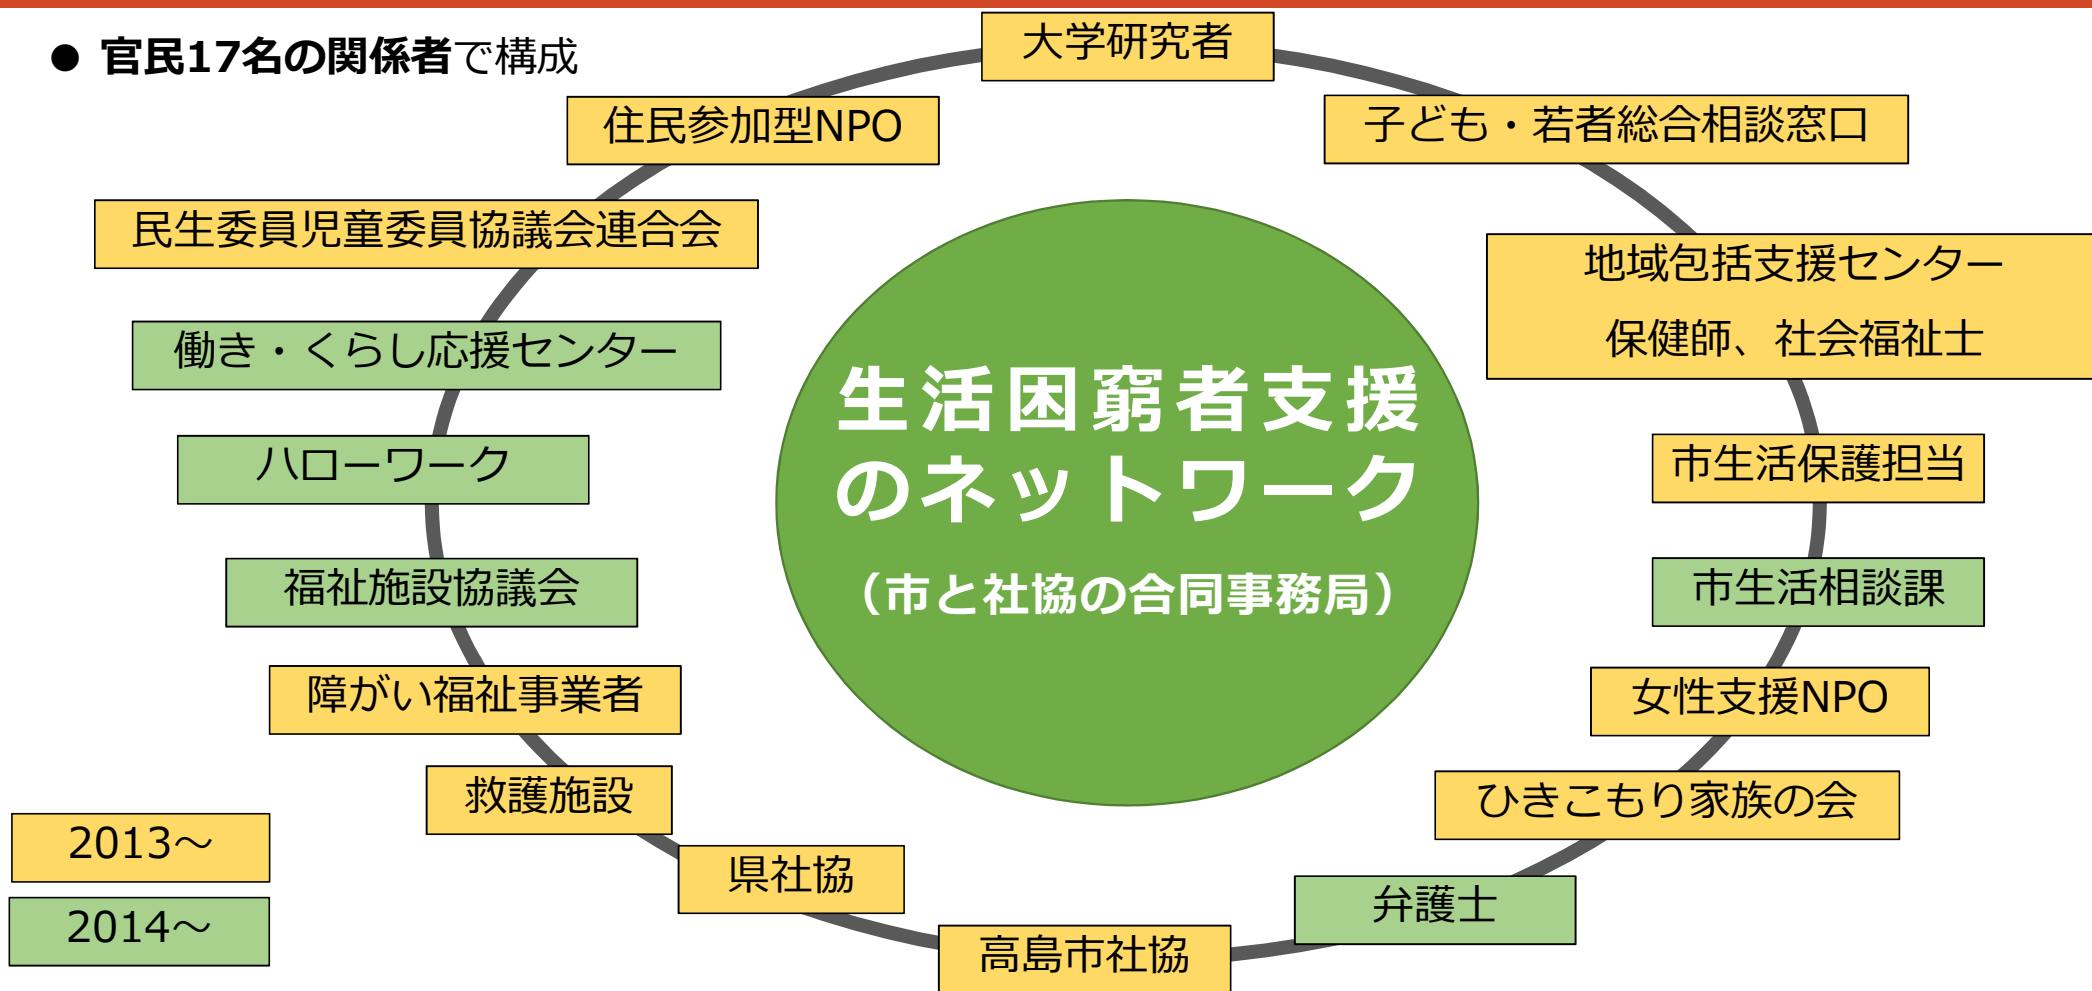 ● 官民17名の関係者で構成
大学研究者
住民参加型NPO
子ども・若者総合相談窓口
民生委員児童委員協議会連合会
地域包括支援センター
保健師、社会福祉士
働き・くらし応援センター
生活困窮者支援
のネットワーク
（市と社協の合同事務局）
ハローワーク
市生活保護担当
福祉施設協議会
市生活相談課
障がい福祉事業者
女性支援NPO
救護施設
ひきこもり家族の会
県社協
弁護士
高島市社協
2013～
2014～